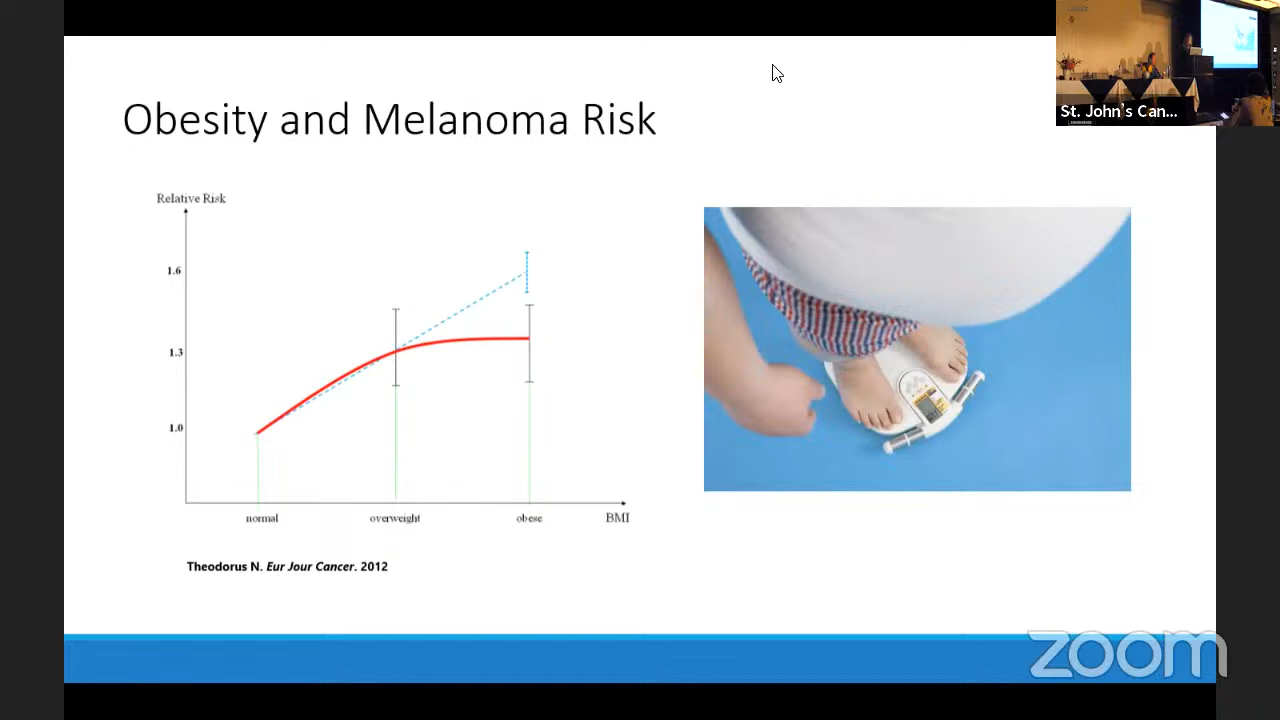 St. John's Can...
Obesity and Melanoma Risk
Relative Risk
1.6
1.3
1.0
normal
overweight
obese
BMI
Theodorus N. Eur Jour Cancer. 2012
zoom